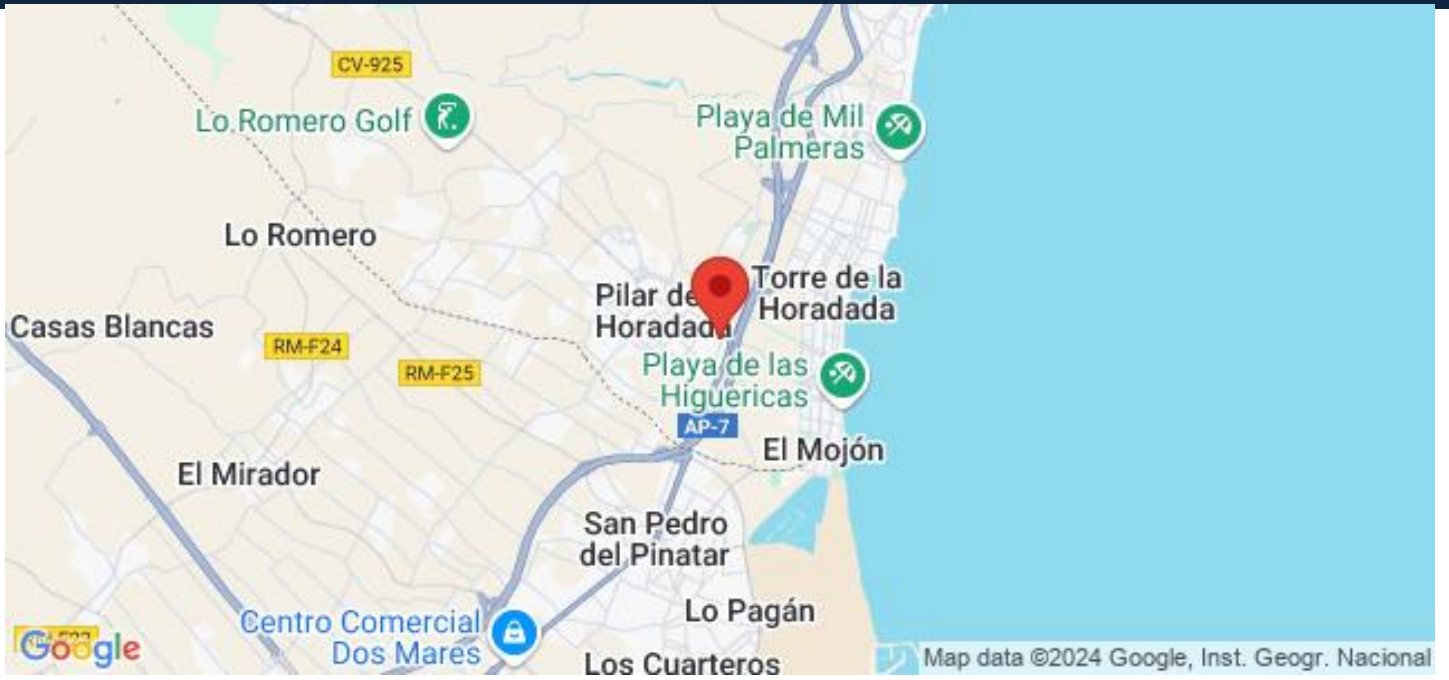 CV-925
Lo Romero Golf
Playa de Mil
Palmeras
Lo Romero
Torre de la
Horadada
Pilar de
Horadada
Casas Blancas
RM-F24
RM-F25
Playa de las
Higuericas
AP-7
El Mojón
El Mirador
San Pedro
del Pinatar
Lo Pagán
Centro Comercial
Dos Mares
Google
Los Cuarteros
Map data ©2024 Google, Inst. Geogr. Nacional